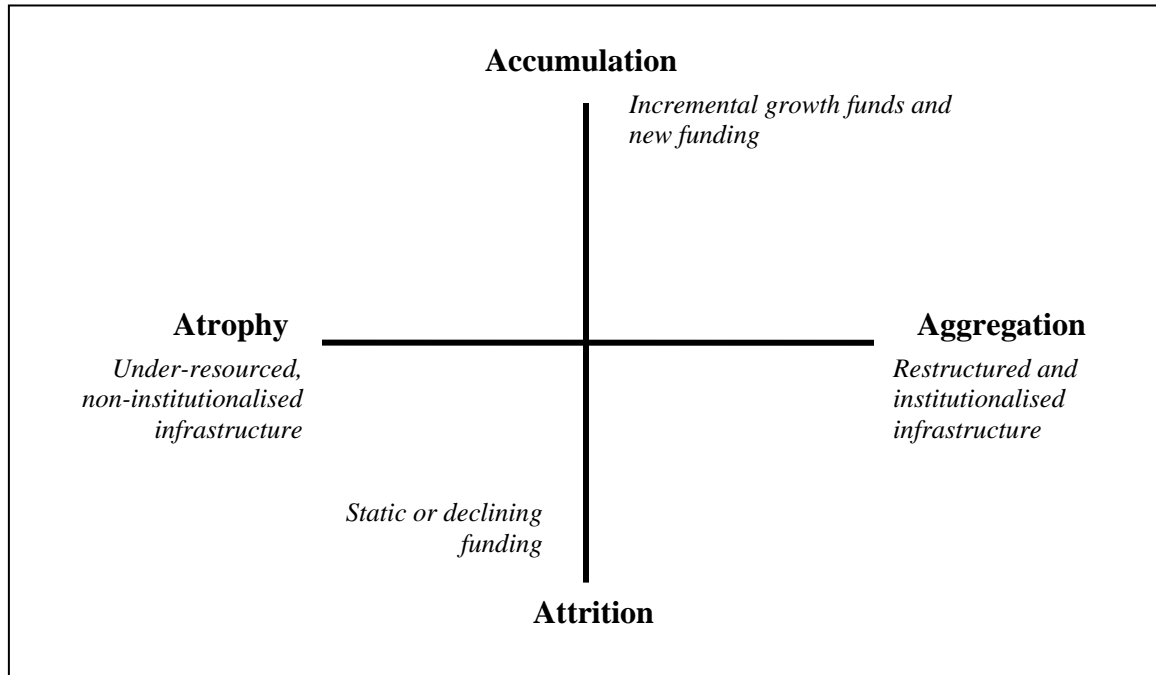 Accumulation
Incremental growth funds and
new funding
Atrophy
Under-resourced,
non-institutionalised
infrastructure
Aggregation
Restructured and
institutionalised
infrastructure
Static or declining
funding
Attrition